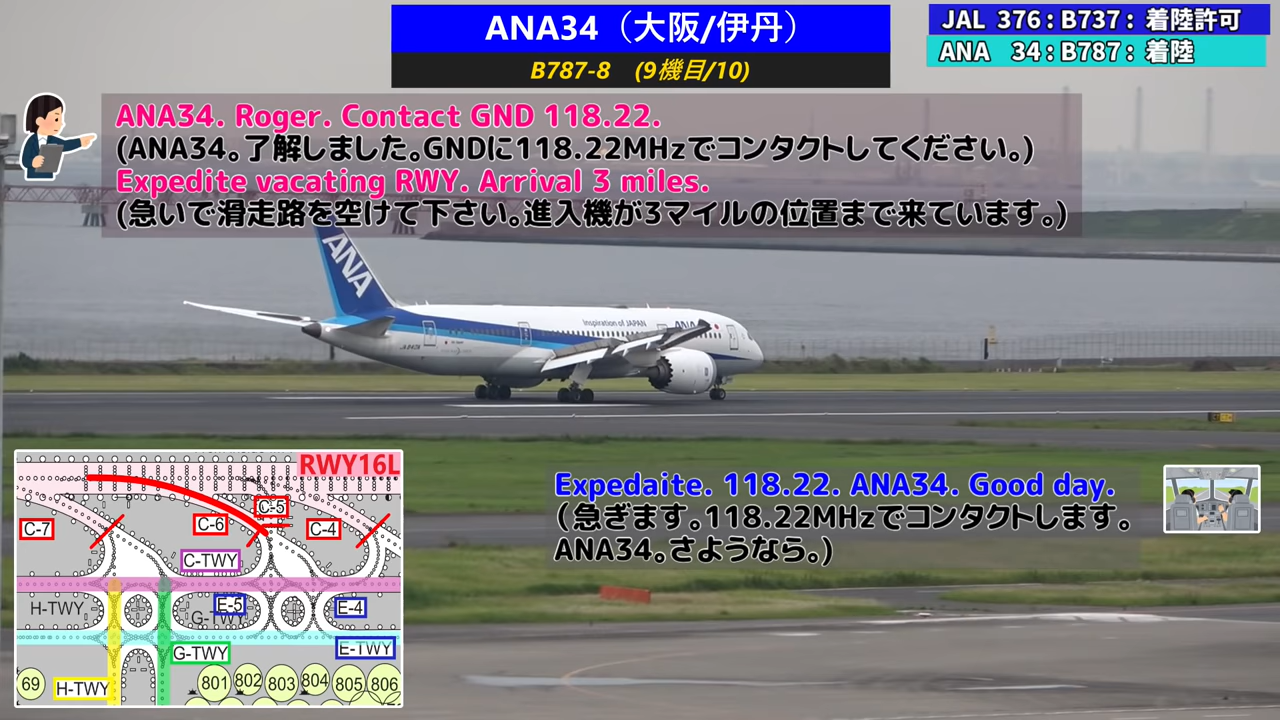 ANA34（大阪/伊丹）
B787-8 (9機目/10)
JAL 376 : B737 : 着陸許可
ANA 34 : B787 : 着陸
ANA34. Roger. Contact GND 118.22.
(ANA34。了解しました。GNDに118.22MHzでコンタクトしてください。)
Expedite vacating RWY. Arrival 3 miles.
(急いで滑走路を空けて下さい。進入機が3マイルの位置まで来ています。)
ANA
Inspiration of JAPAN
ANA
RWY16L
C-7
C-6
C-5
C-4
C-TWY
H-TWY
G-TWY
E-5
E-4
G-TWY
E-TWY
69
H-TWY
801
802
803
804
805
806
Expedaite. 118.22. ANA34. Good day.
（急ぎます。118.22MHzでコンタクトします。
ANA34。さようなら。)